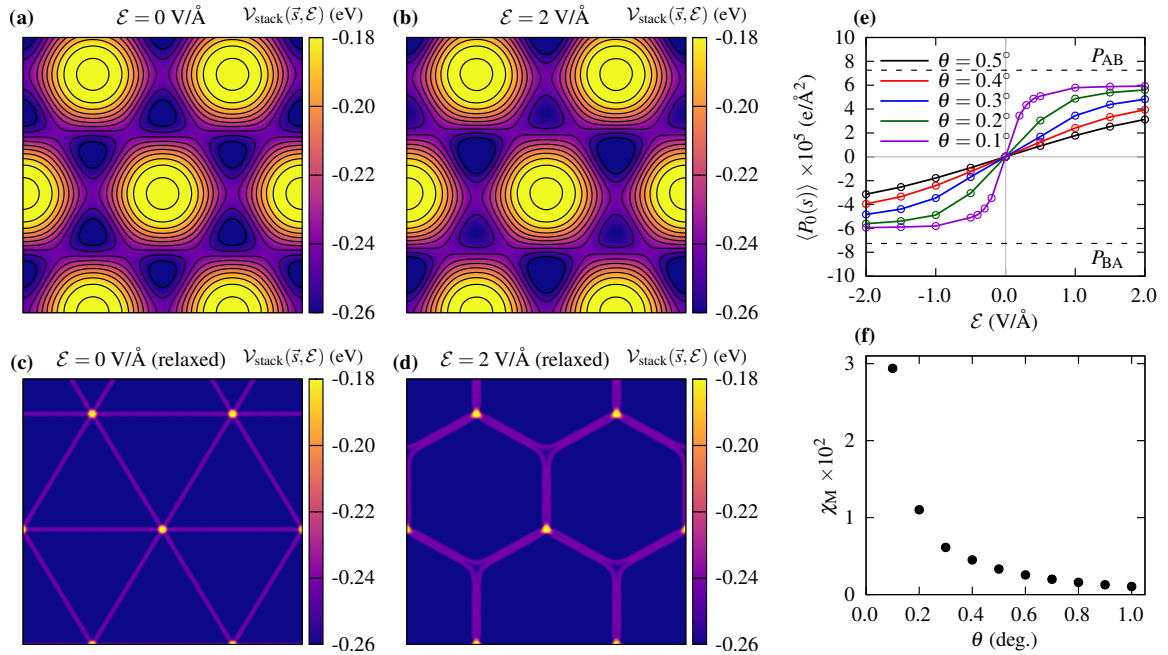 (a) ℰ = 0 V/Å 𝒱stack(s⃗, ℰ) (eV)
-0.18
-0.20
-0.22
-0.24
-0.26
(b) ℰ = 2 V/Å 𝒱stack(s⃗, ℰ) (eV)
-0.18
-0.20
-0.22
-0.24
-0.26
(c) ℰ = 0 V/Å (relaxed) 𝒱stack(s⃗, ℰ) (eV)
-0.18
-0.20
-0.22
-0.24
-0.26
(d) ℰ = 2 V/Å (relaxed) 𝒱stack(s⃗, ℰ) (eV)
-0.18
-0.20
-0.22
-0.24
-0.26
(e)
⟨P0(s)⟩ ×10⁵ (e/Å²)
10
8
6
4
2
0
-2
-4
-6
-8
-10
θ = 0.5°
θ = 0.4°
θ = 0.3°
θ = 0.2°
θ = 0.1°
PAB
PBA
-2.0 -1.0 0.0 1.0 2.0
ℰ (V/Å)
(f)
χM ×10²
3
2
1
0
0.0 0.2 0.4 0.6 0.8 1.0
θ (deg.)